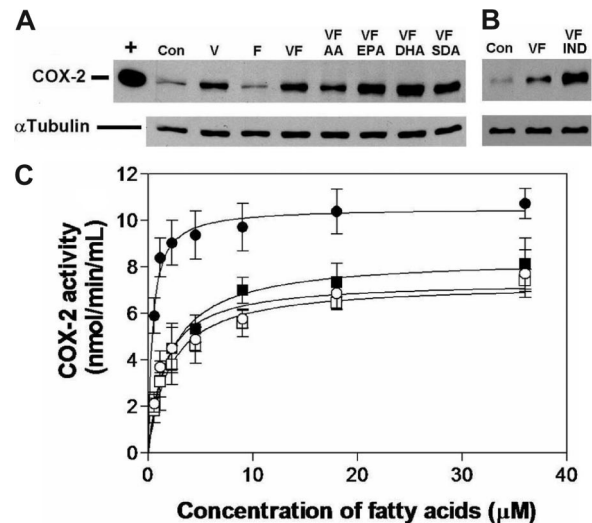 A
+ Con V F VF VF AA VF EPA VF DHA VF SDA
COX-2
αTubulin
B
Con VF VF IND
C
COX-2 activity
(nmol/min/mL)
12
10
8
6
4
2
0
0 10 20 30 40
Concentration of fatty acids (μM)